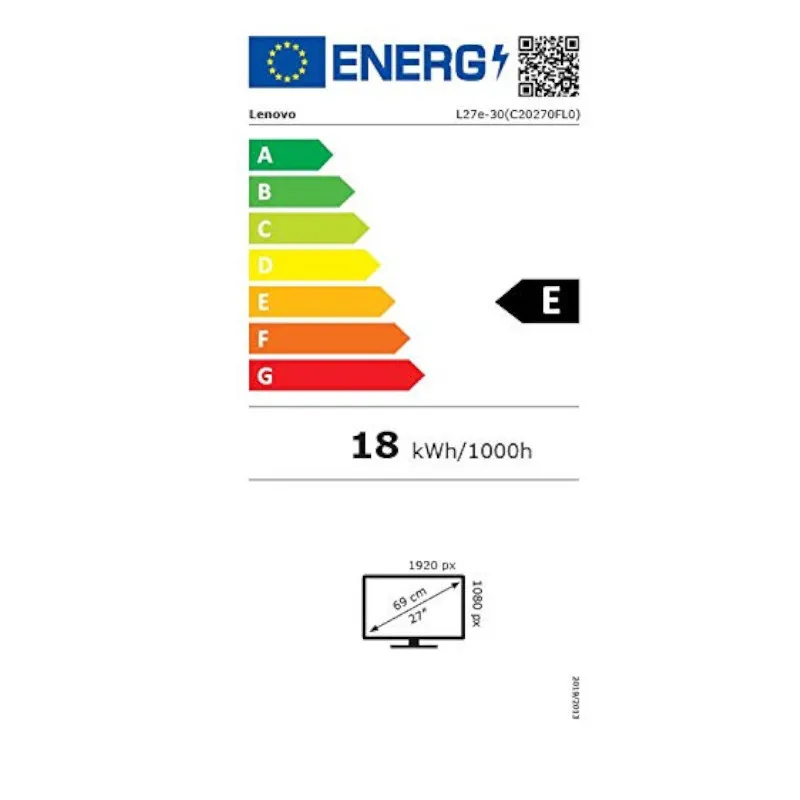 ENERG
Lenovo L27e-30(C20270FL0)
A
B
C
D
E
E
F
G
18 kWh/1000h
1920 px
1080 px
69 cm
27"
2019/2013